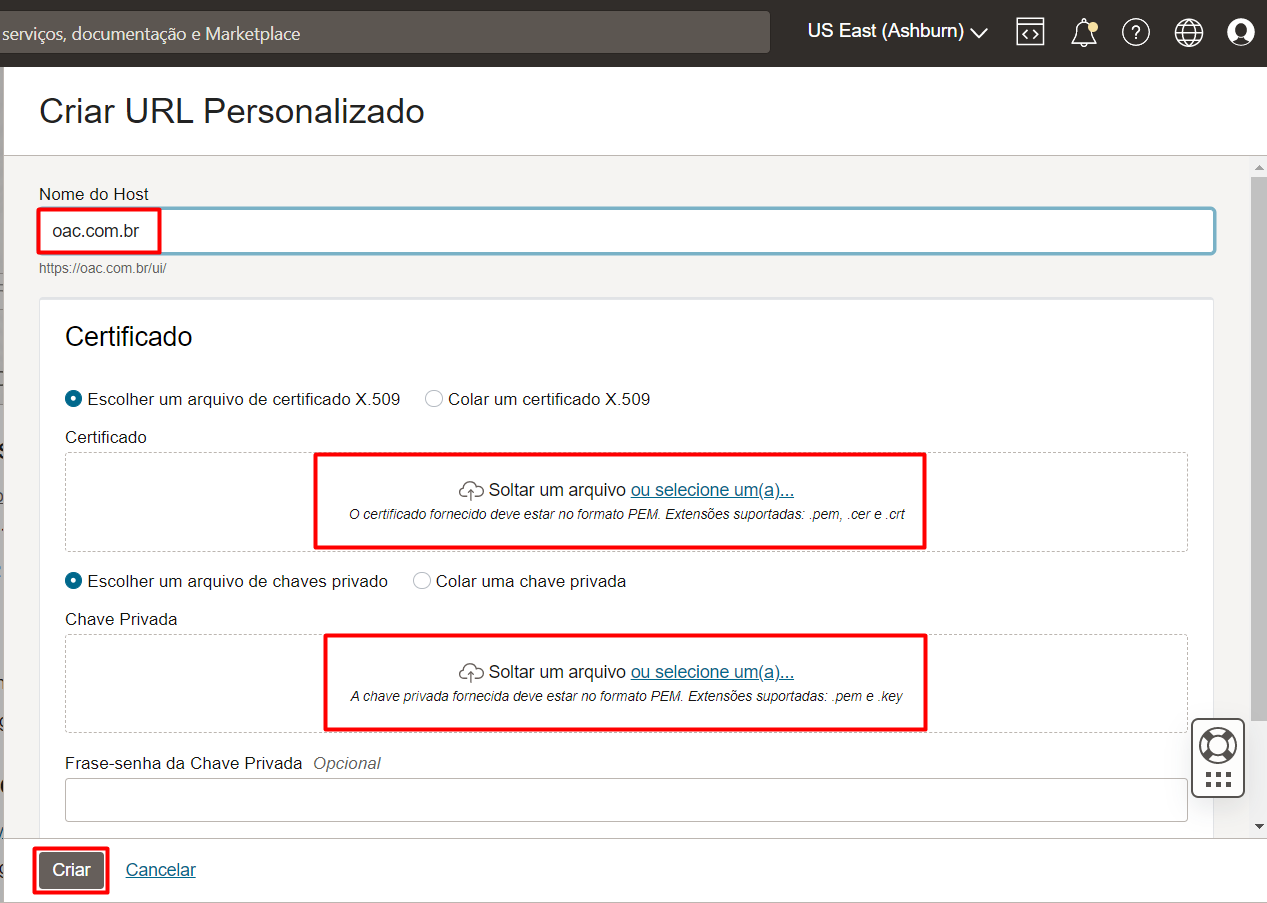 serviços, documentação e Marketplace
US East (Ashburn)
Criar URL Personalizado
Nome do Host
oac.com.br
https://oac.com.br/ui/
Certificado
Escolher um arquivo de certificado X.509 Colar um certificado X.509
Certificado
Soltar um arquivo ou selecione um(a)...
O certificado fornecido deve estar no formato PEM. Extensões suportadas: .pem, .cer e .crt
Escolher um arquivo de chaves privado Colar uma chave privada
Chave Privada
Soltar um arquivo ou selecione um(a)...
A chave privada fornecida deve estar no formato PEM. Extensões suportadas: .pem e .key
Frase-senha da Chave Privada Opcional
Criar Cancelar